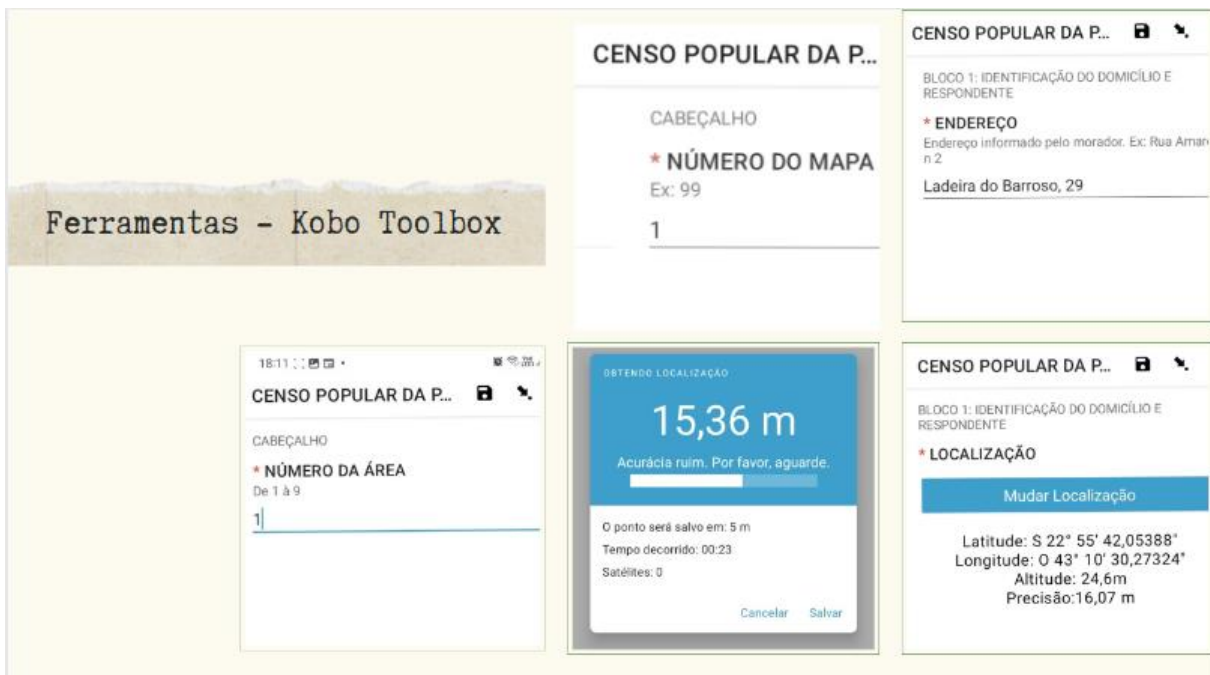 Ferramentas - Kobo Toolbox
CENSO POPULAR DA P...
CABEÇALHO
* NÚMERO DO MAPA
Ex: 99
1
CENSO POPULAR DA P...
BLOCO 1: IDENTIFICAÇÃO DO DOMICÍLIO E
RESPONDENTE
* ENDEREÇO
Endereço informado pelo morador. Ex: Rua
n 2
Ladeira do Barroso, 29
18:11
CENSO POPULAR DA P...
CABEÇALHO
* NÚMERO DA ÁREA
De 1 à 9
1
OBTENDO LOCALIZAÇÃO
15,36 m
Acurácia ruim. Por favor, aguarde.
O ponto será salvo em: 5 m
Tempo decorrido: 00:23
Satélites: 0
Cancelar Salvar
CENSO POPULAR DA P...
BLOCO 1: IDENTIFICAÇÃO DO DOMICÍLIO E
RESPONDENTE
* LOCALIZAÇÃO
Mudar Localização
Latitude: S 22° 55' 42,05388"
Longitude: O 43° 10' 30,27324"
Altitude: 24,6m
Precisão:16,07 m